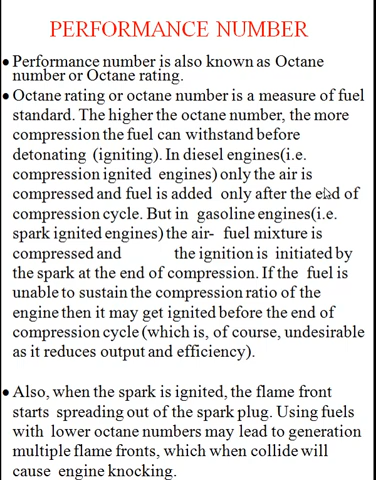 PERFORMANCE NUMBER
• Performance number is also known as Octane
number or Octane rating.
• Octane rating or octane number is a measure of fuel
standard. The higher the octane number, the more
compression the fuel can withstand before
detonating (igniting). In diesel engines(i.e.
compression ignited engines) only the air is
compressed and fuel is added only after the end of
compression cycle. But in gasoline engines(i.e.
spark ignited engines) the air- fuel mixture is
compressed and the ignition is initiated by
the spark at the end of compression. If the fuel is
unable to sustain the compression ratio of the
engine then it may get ignited before the end of
compression cycle (which is, of course, undesirable
as it reduces output and efficiency).
• Also, when the spark is ignited, the flame front
starts spreading out of the spark plug. Using fuels
with lower octane numbers may lead to generation
multiple flame fronts, which when collide will
cause engine knocking.